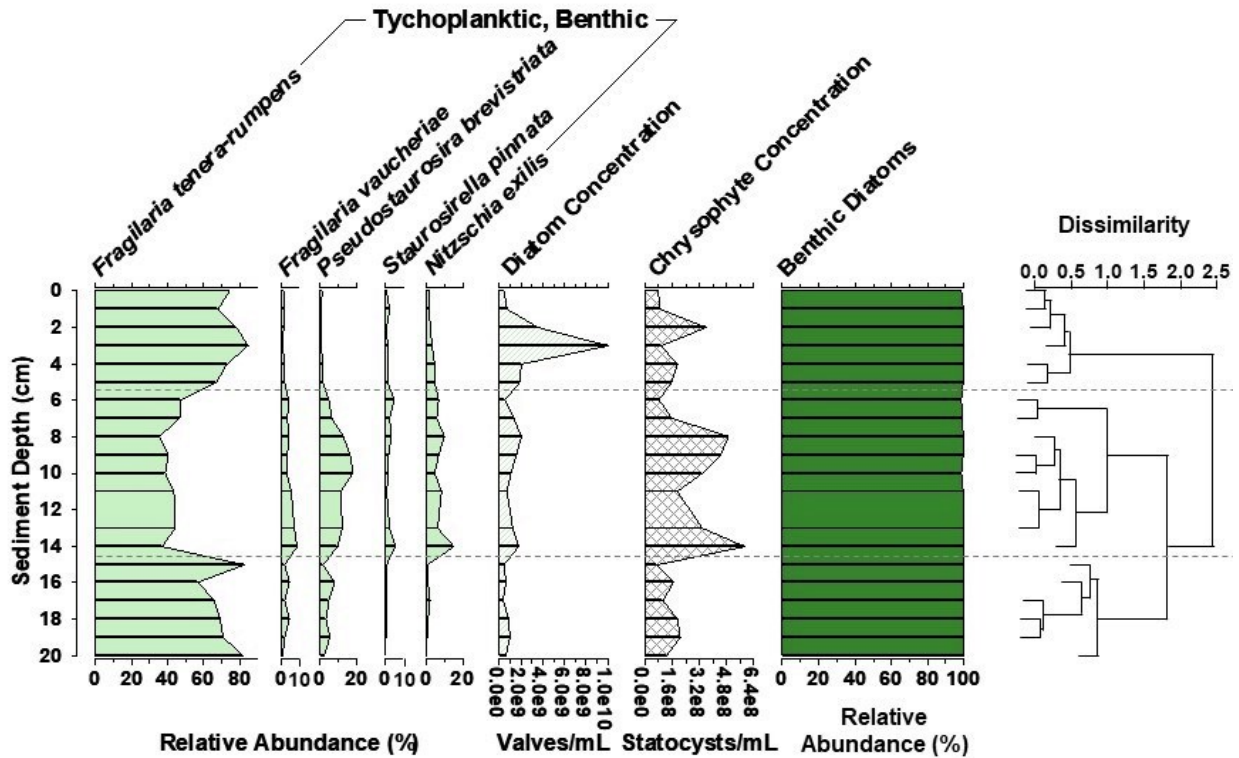 Tychoplanktic, Benthic
Fragilaria tenera-rumpens
Fragilaria vaucheriae
Pseudostaurosira brevistriata
Staurosirella pinnata
Nitzschia exilis
Diatom Concentration
Chrysophyte Concentration
Benthic Diatoms
Dissimilarity
0.0 0.5 1.0 1.5 2.0 2.5
Sediment Depth (cm)
0
2
4
6
8
10
12
14
16
18
20
0 20 40 60 80
0 10
0 20
0 10
0 20
0.0e0
2.0e9
4.0e9
6.0e9
8.0e9
1.0e10
0.0e0
1.6e8
3.2e8
4.8e8
6.4e8
0 20 40 60 80 100
Relative Abundance (%)
Valves/mL
Statocysts/mL
Relative
Abundance (%)